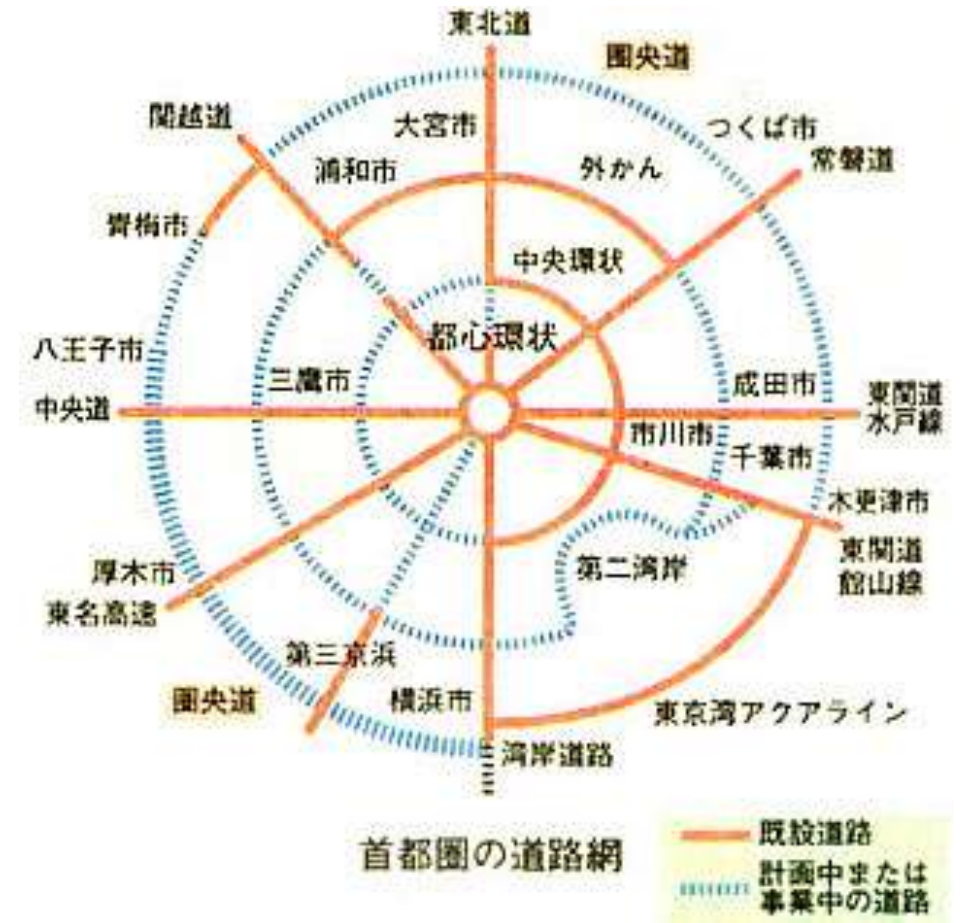 東北道
圏央道
関越道
大宮市
つくば市
浦和市
外かん
常磐道
青梅市
中央環状
都心環状
八王子市
三鷹市
成田市
中央道
東関道
水戸線
市川市
千葉市
木更津市
東関道
館山線
第二湾岸
厚木市
東名高速
第三京浜
圏央道
横浜市
東京湾アクアライン
湾岸道路
首都圏の道路網
既設道路
計画中または
事業中の道路